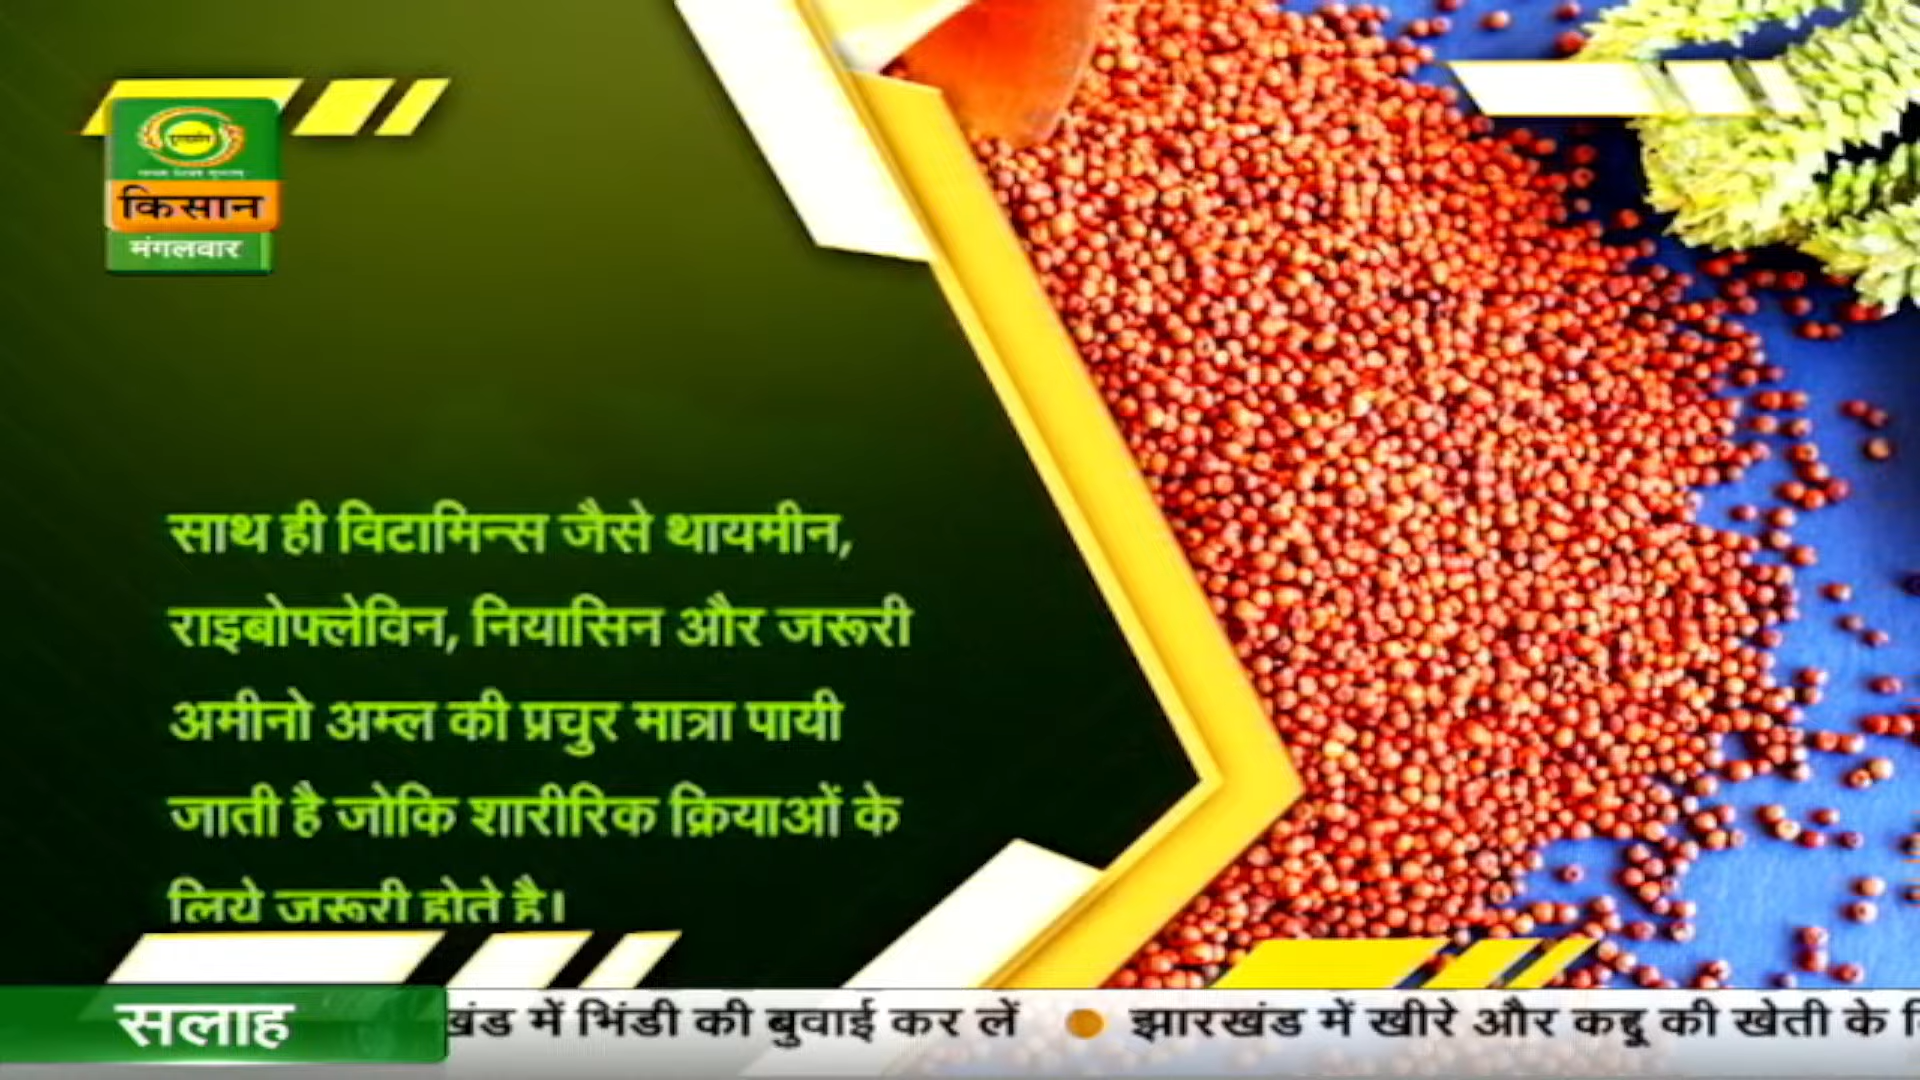 किसान
मंगलवार
साथ ही विटामिन्स जैसे थायमीन,
राइबोफ्लेविन, नियासिन और जरूरी
अमीनो अम्ल की प्रचुर मात्रा पायी
जाती है जोकि शारीरिक क्रियाओं के
लिये जरूरी होते है।
सलाह
खंड में भिंडी की बुवाई कर लें
झारखंड में खीरे और कद्दू की खेती के